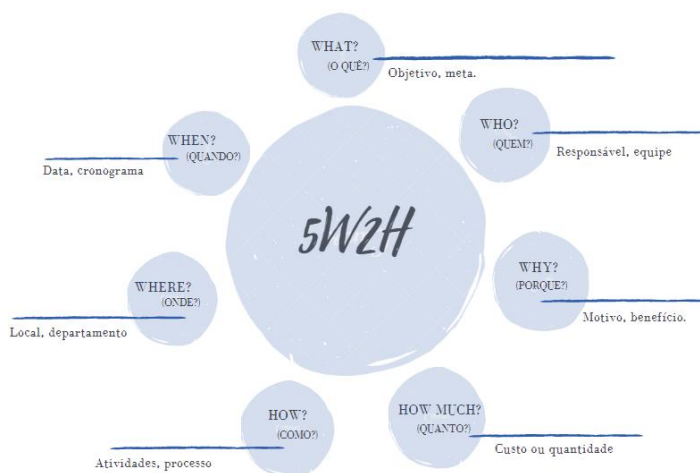 WHAT?
(O QUÊ?)
Objetivo, meta.
WHO?
(QUEM?)
Responsável, equipe
WHY?
(PORQUE?)
Motivo, benefício.
HOW MUCH?
(QUANTO?)
Custo ou quantidade
HOW?
(COMO?)
Atividades, processo
WHERE?
(ONDE?)
Local, departamento
WHEN?
(QUANDO?)
Data, cronograma
5W2H